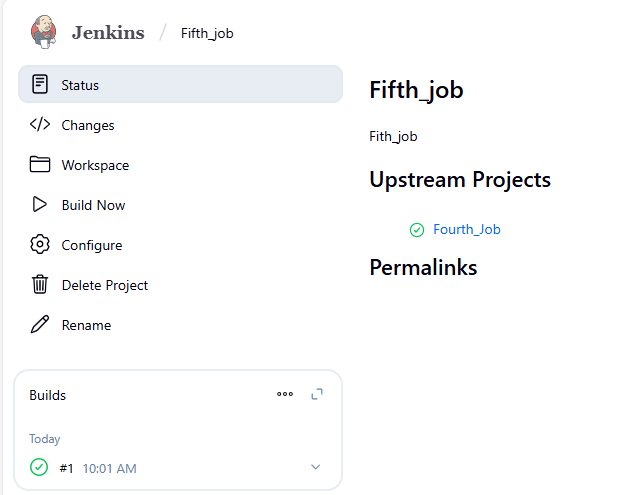 Jenkins / Fifth_job
Status
Changes
Workspace
Build Now
Configure
Delete Project
Rename
Builds
Today
#1 10:01 AM
Fifth_job
Fith_job
Upstream Projects
Fourth_Job
Permalinks